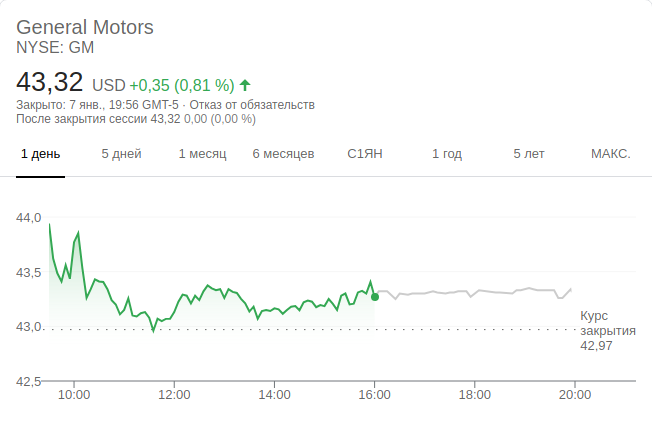 General Motors
NYSE: GM
43,32 USD +0,35 (0,81 %)
Закрыто: 7 янв., 19:56 GMT-5 · Отказ от обязательств
После закрытия сессии 43,32 0,00 (0,00 %)
1 день 5 дней 1 месяц 6 месяцев С1ЯН 1 год 5 лет МАКС.
44,0
43,5
43,0
Курс
закрытия
42,97
42,5
10:00 12:00 14:00 16:00 18:00 20:00